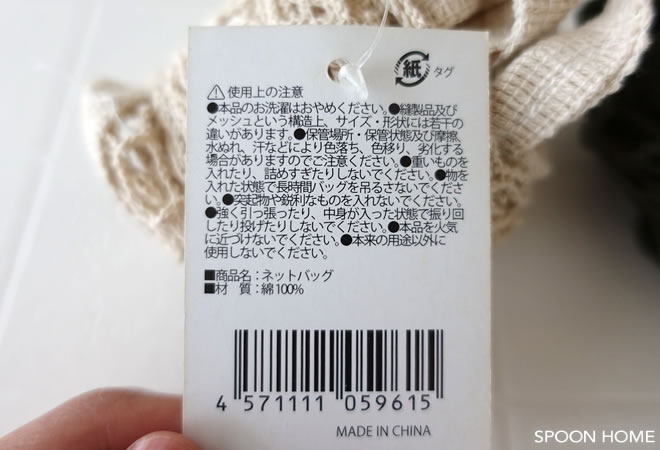 紙 タグ
⚠使用上の注意
●本品のお洗濯はおやめください。●縫製品及び
メッシュという構造上、サイズ・形状には若干の
違いがあります。●保管場所・保管状態及び摩擦、
水ぬれ、汗などにより色落ち、色移り、劣化する
場合がありますのでご注意ください。●重いものを
入れたり、詰めすぎたりしないでください。●物を
入れた状態で長時間バッグを吊るさないでくださ
い。●突起物や鋭利なものを入れないでください。
●強く引っ張ったり、中身が入った状態で振り回
したり投げたりしないでください。●本品を火気
に近づけないでください。●本来の用途以外に
使用しないでください。
■商品名：ネットバッグ
■材　質：綿100%
4 571111 059615
MADE IN CHINA
SPOON HOME